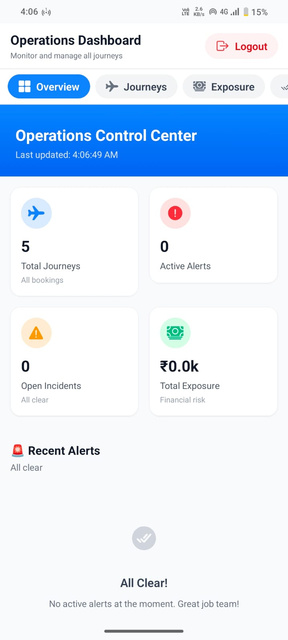 4:06
Vo) LTE 2.6 KB/s 4G 15%
Operations Dashboard
Monitor and manage all journeys
Logout
Overview Journeys Exposure
Operations Control Center
Last updated: 4:06:49 AM
5
Total Journeys
All bookings
0
Active Alerts
0
Open Incidents
All clear
₹0.0k
Total Exposure
Financial risk
🚨 Recent Alerts
All clear
All Clear!
No active alerts at the moment. Great job team!